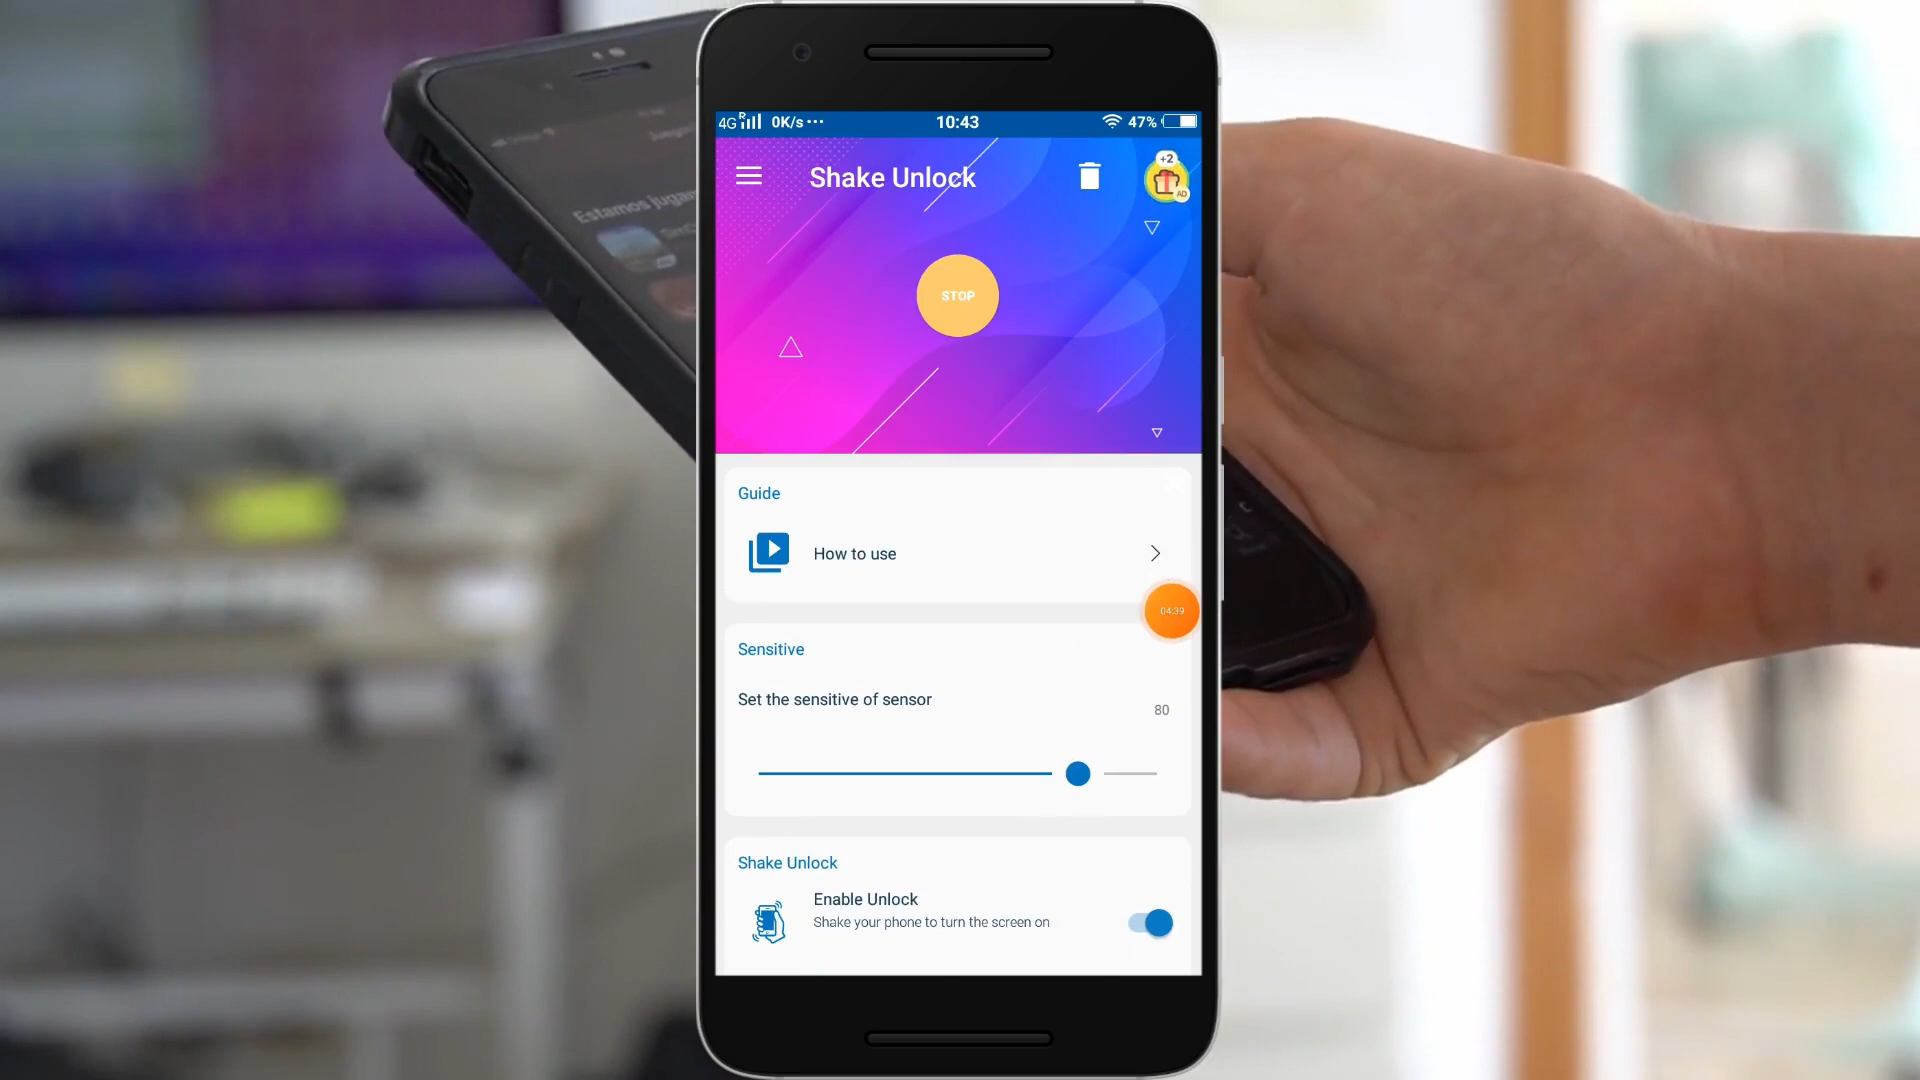 4G R 0K/s ··· 10:43 47%
Shake Unlock
+2
AD
STOP
Guide
How to use
04:39
Sensitive
Set the sensitive of sensor
80
Shake Unlock
Enable Unlock
Shake your phone to turn the screen on
Estamos